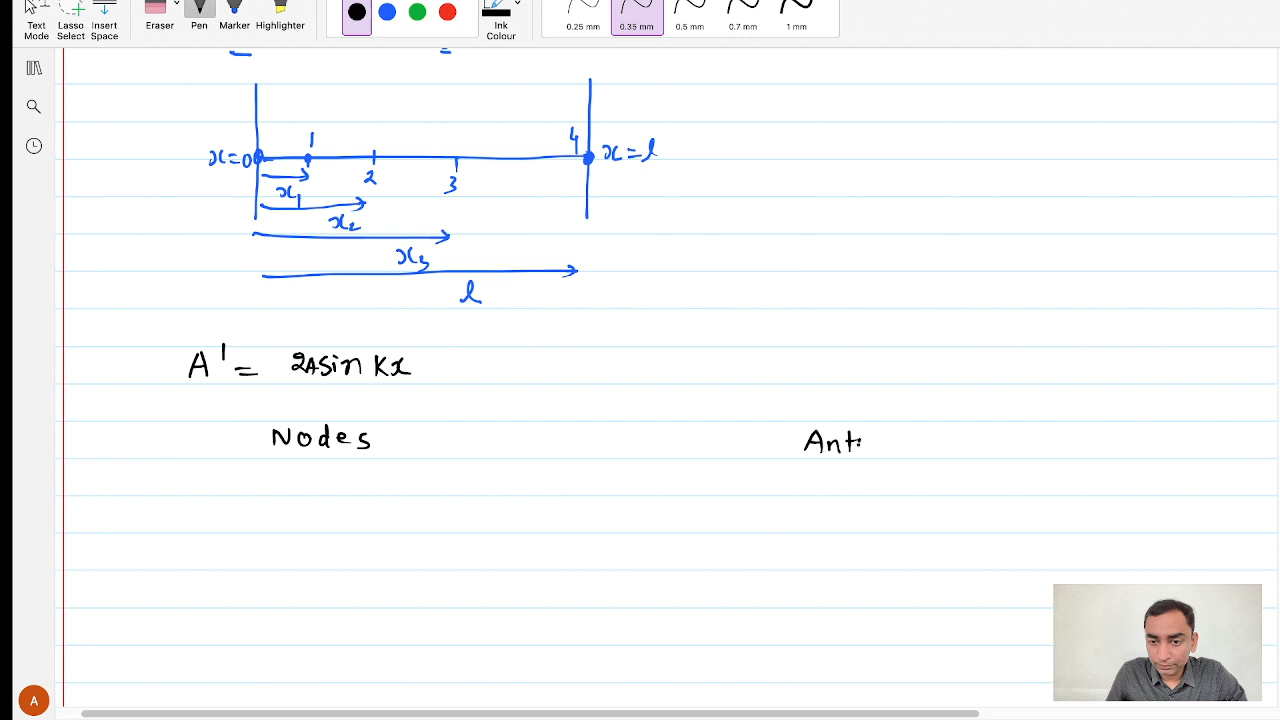 Text Mode
Lasso Select
Insert Space
Eraser
Pen
Marker
Highlighter
Ink Colour
0.25 mm
0.35 mm
0.5 mm
0.7 mm
1 mm
x=0
1
2
3
4
x=l
x1
x2
x3
l
A' = 2A sin Kx
Nodes
Ant
A